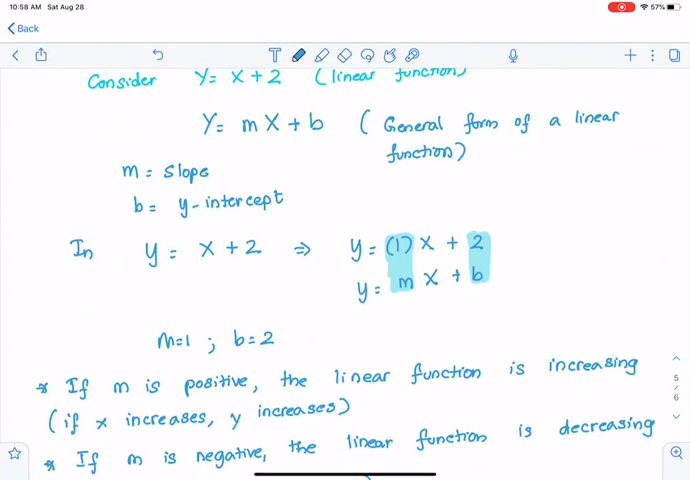 10:58 AM Sat Aug 28
57%
Back
Consider Y= X+2 (linear function)
Y= mX+b (General form of a linear
function)
m = slope
b = y-intercept
In y = x+2 ⇒ y = (1) x + 2
y = m x + b
m=1 ; b=2
* If m is positive, the linear function is increasing
(if x increases, y increases)
5
6
* If m is negative, the linear function is decreasing